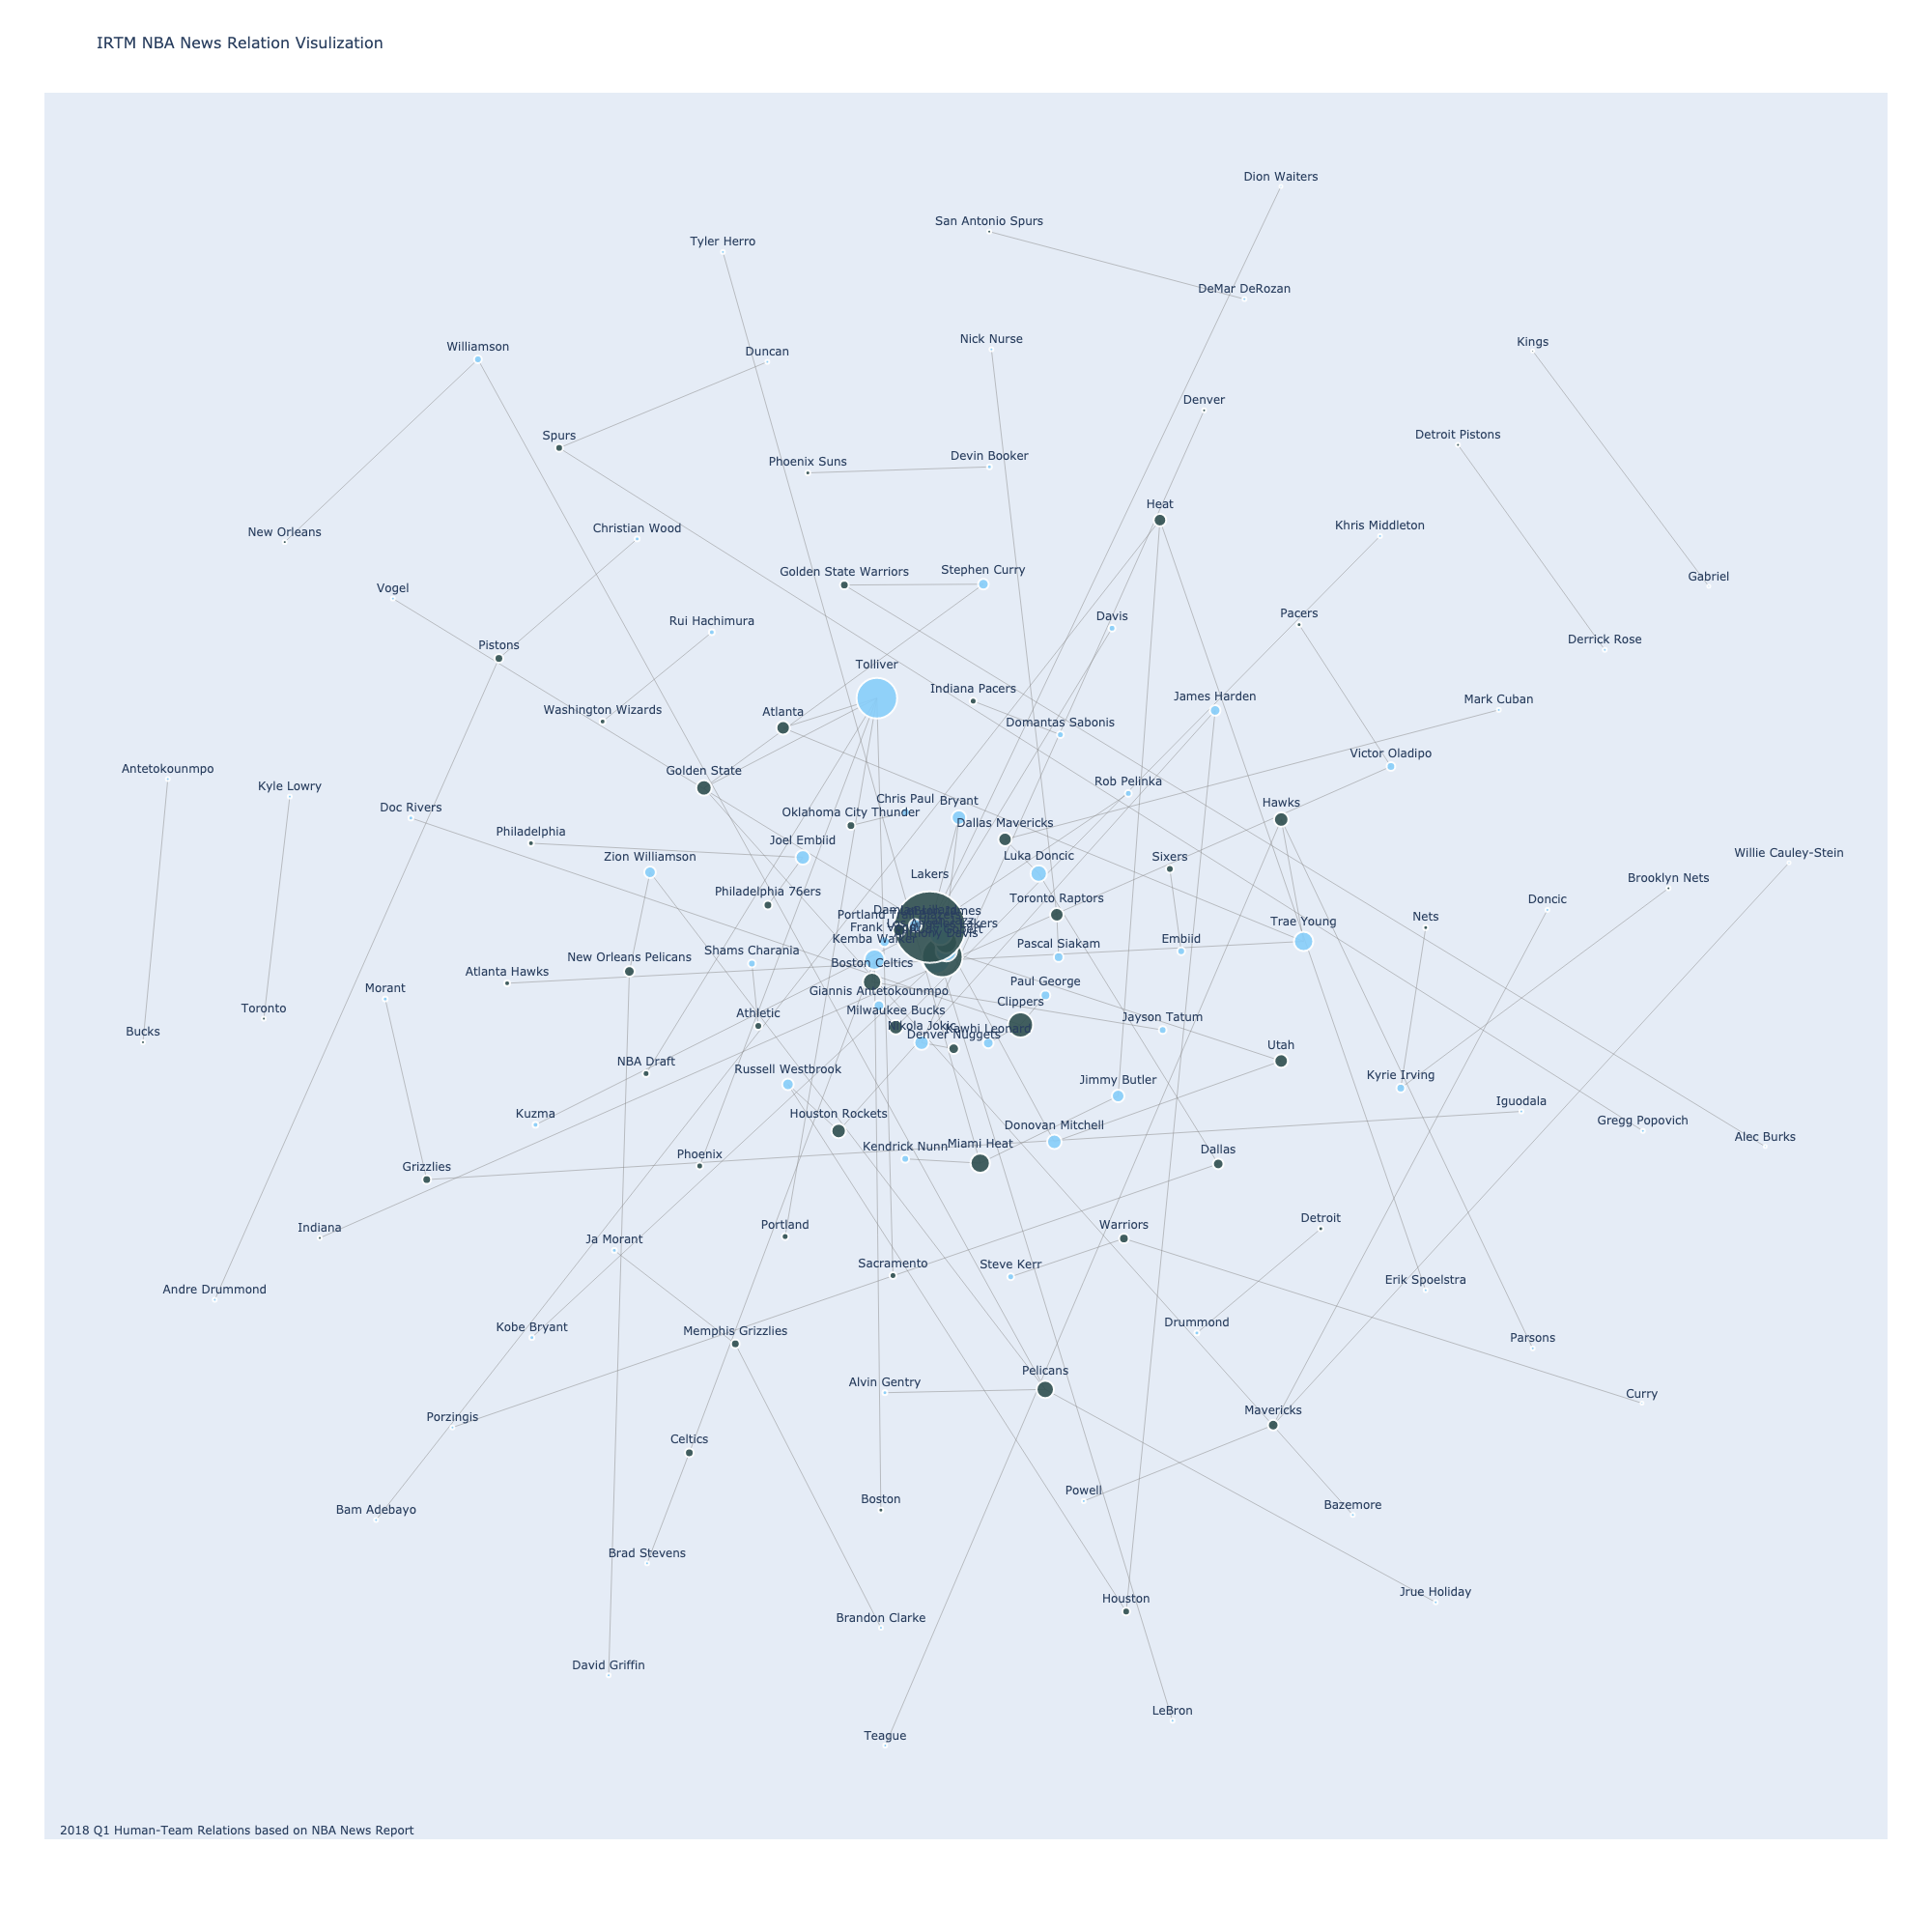 IRTM NBA News Relation Visulization
Dion Waiters
San Antonio Spurs
Tyler Herro
DeMar DeRozan
Nick Nurse
Kings
Williamson
Duncan
Denver
Detroit Pistons
Spurs
Devin Booker
Phoenix Suns
Heat
Khris Middleton
Christian Wood
New Orleans
Golden State Warriors
Stephen Curry
Gabriel
Vogel
Davis
Pacers
Rui Hachimura
Derrick Rose
Pistons
Tolliver
Indiana Pacers
James Harden
Mark Cuban
Washington Wizards
Atlanta
Domantas Sabonis
Victor Oladipo
Antetokounmpo
Golden State
Kyle Lowry
Rob Pelinka
Doc Rivers
Chris Paul
Bryant
Hawks
Oklahoma City Thunder
Dallas Mavericks
Philadelphia
Joel Embiid
Zion Williamson
Luka Doncic
Sixers
Willie Cauley-Stein
Lakers
Brooklyn Nets
Philadelphia 76ers
Toronto Raptors
Doncic
Nets
Trae Young
Kemba Walker
Pascal Siakam
Embiid
Shams Charania
New Orleans Pelicans
Boston Celtics
Atlanta Hawks
Paul George
Morant
Giannis Antetokounmpo
Clippers
Toronto
Athletic
Milwaukee Bucks
Jayson Tatum
Bucks
Nikola Jokic
Kawhi Leonard
Denver Nuggets
Utah
NBA Draft
Russell Westbrook
Jimmy Butler
Kyrie Irving
Iguodala
Kuzma
Houston Rockets
Donovan Mitchell
Gregg Popovich
Alec Burks
Kendrick Nunn
Miami Heat
Phoenix
Dallas
Grizzlies
Indiana
Portland
Warriors
Detroit
Ja Morant
Sacramento
Steve Kerr
Erik Spoelstra
Andre Drummond
Kobe Bryant
Memphis Grizzlies
Drummond
Parsons
Pelicans
Alvin Gentry
Curry
Porzingis
Mavericks
Celtics
Powell
Boston
Bazemore
Bam Adebayo
Brad Stevens
Jrue Holiday
Houston
Brandon Clarke
David Griffin
LeBron
Teague
2018 Q1 Human-Team Relations based on NBA News Report